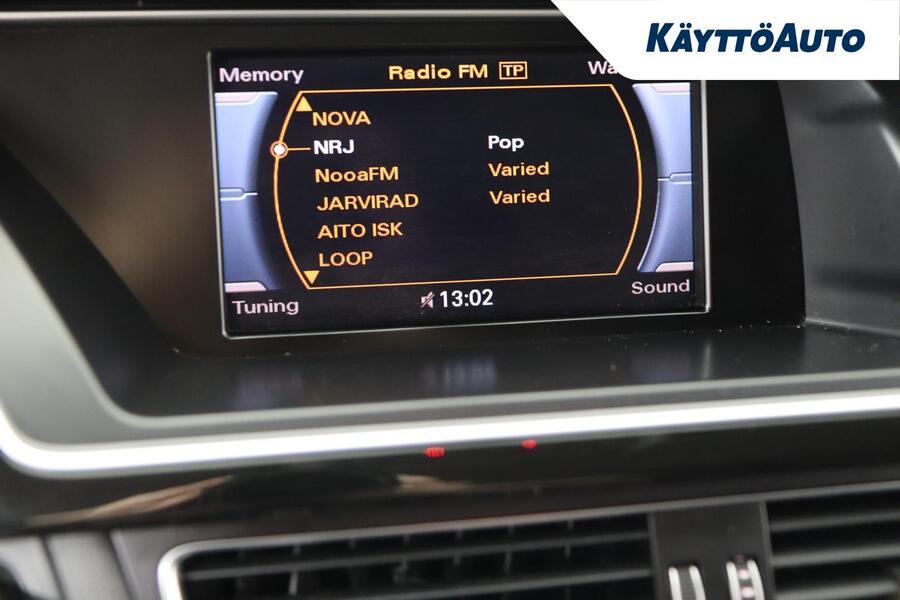 KÄYTTÖAUTO
Memory
Radio FM TP
NOVA
NRJ Pop
NooaFM Varied
JARVIRAD Varied
AITO ISK
LOOP
Tuning
13:02
Sound